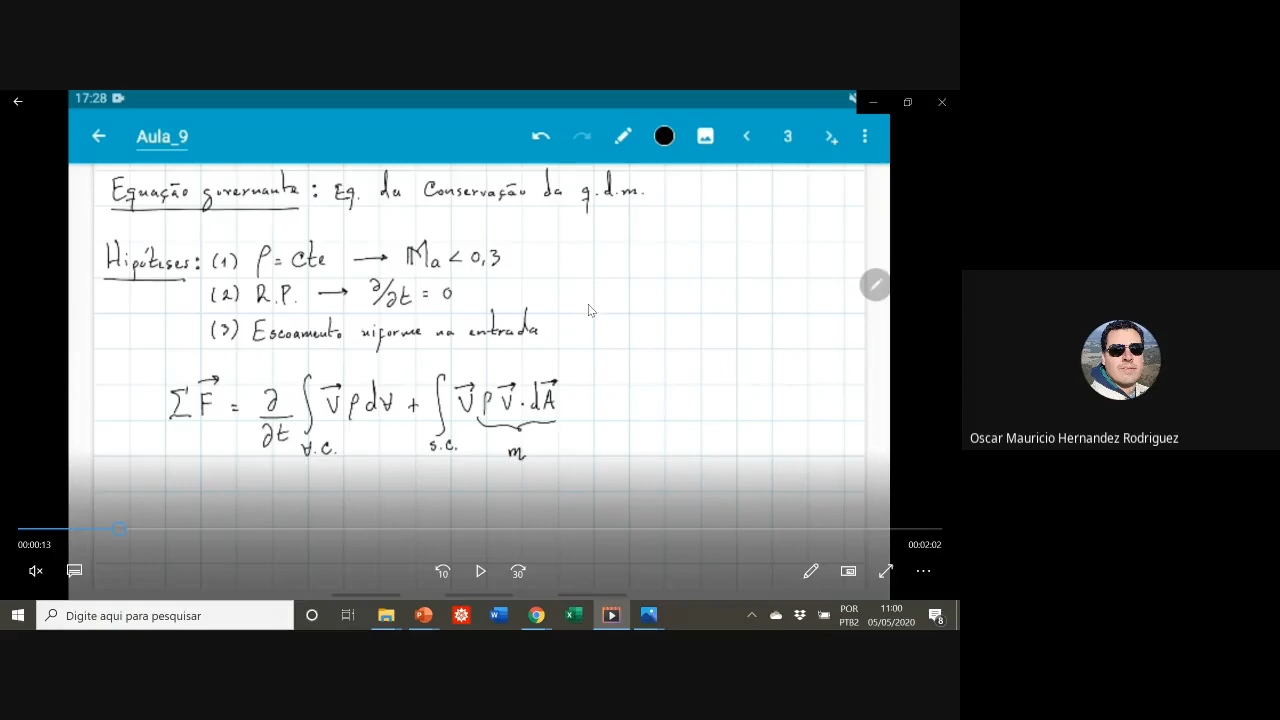 17:28
Aula_9
3
Equação governante : Eq. da Conservação da q.d.m.
Hipóteses : (1) ρ = cte → Ma < 0,3
(2) R.P. → ∂/∂t = 0
(3) Escoamento niforme na entrada
Σ F⃗ = ∂/∂t ∫ V⃗ ρ d∀ + ∫ V⃗ ρ V⃗ · dA⃗
∀.C. s.c. m
Oscar Mauricio Hernandez Rodriguez
00:00:13 00:02:02
10 30
Digite aqui para pesquisar
POR 11:00
PTB2 05/05/2020 8